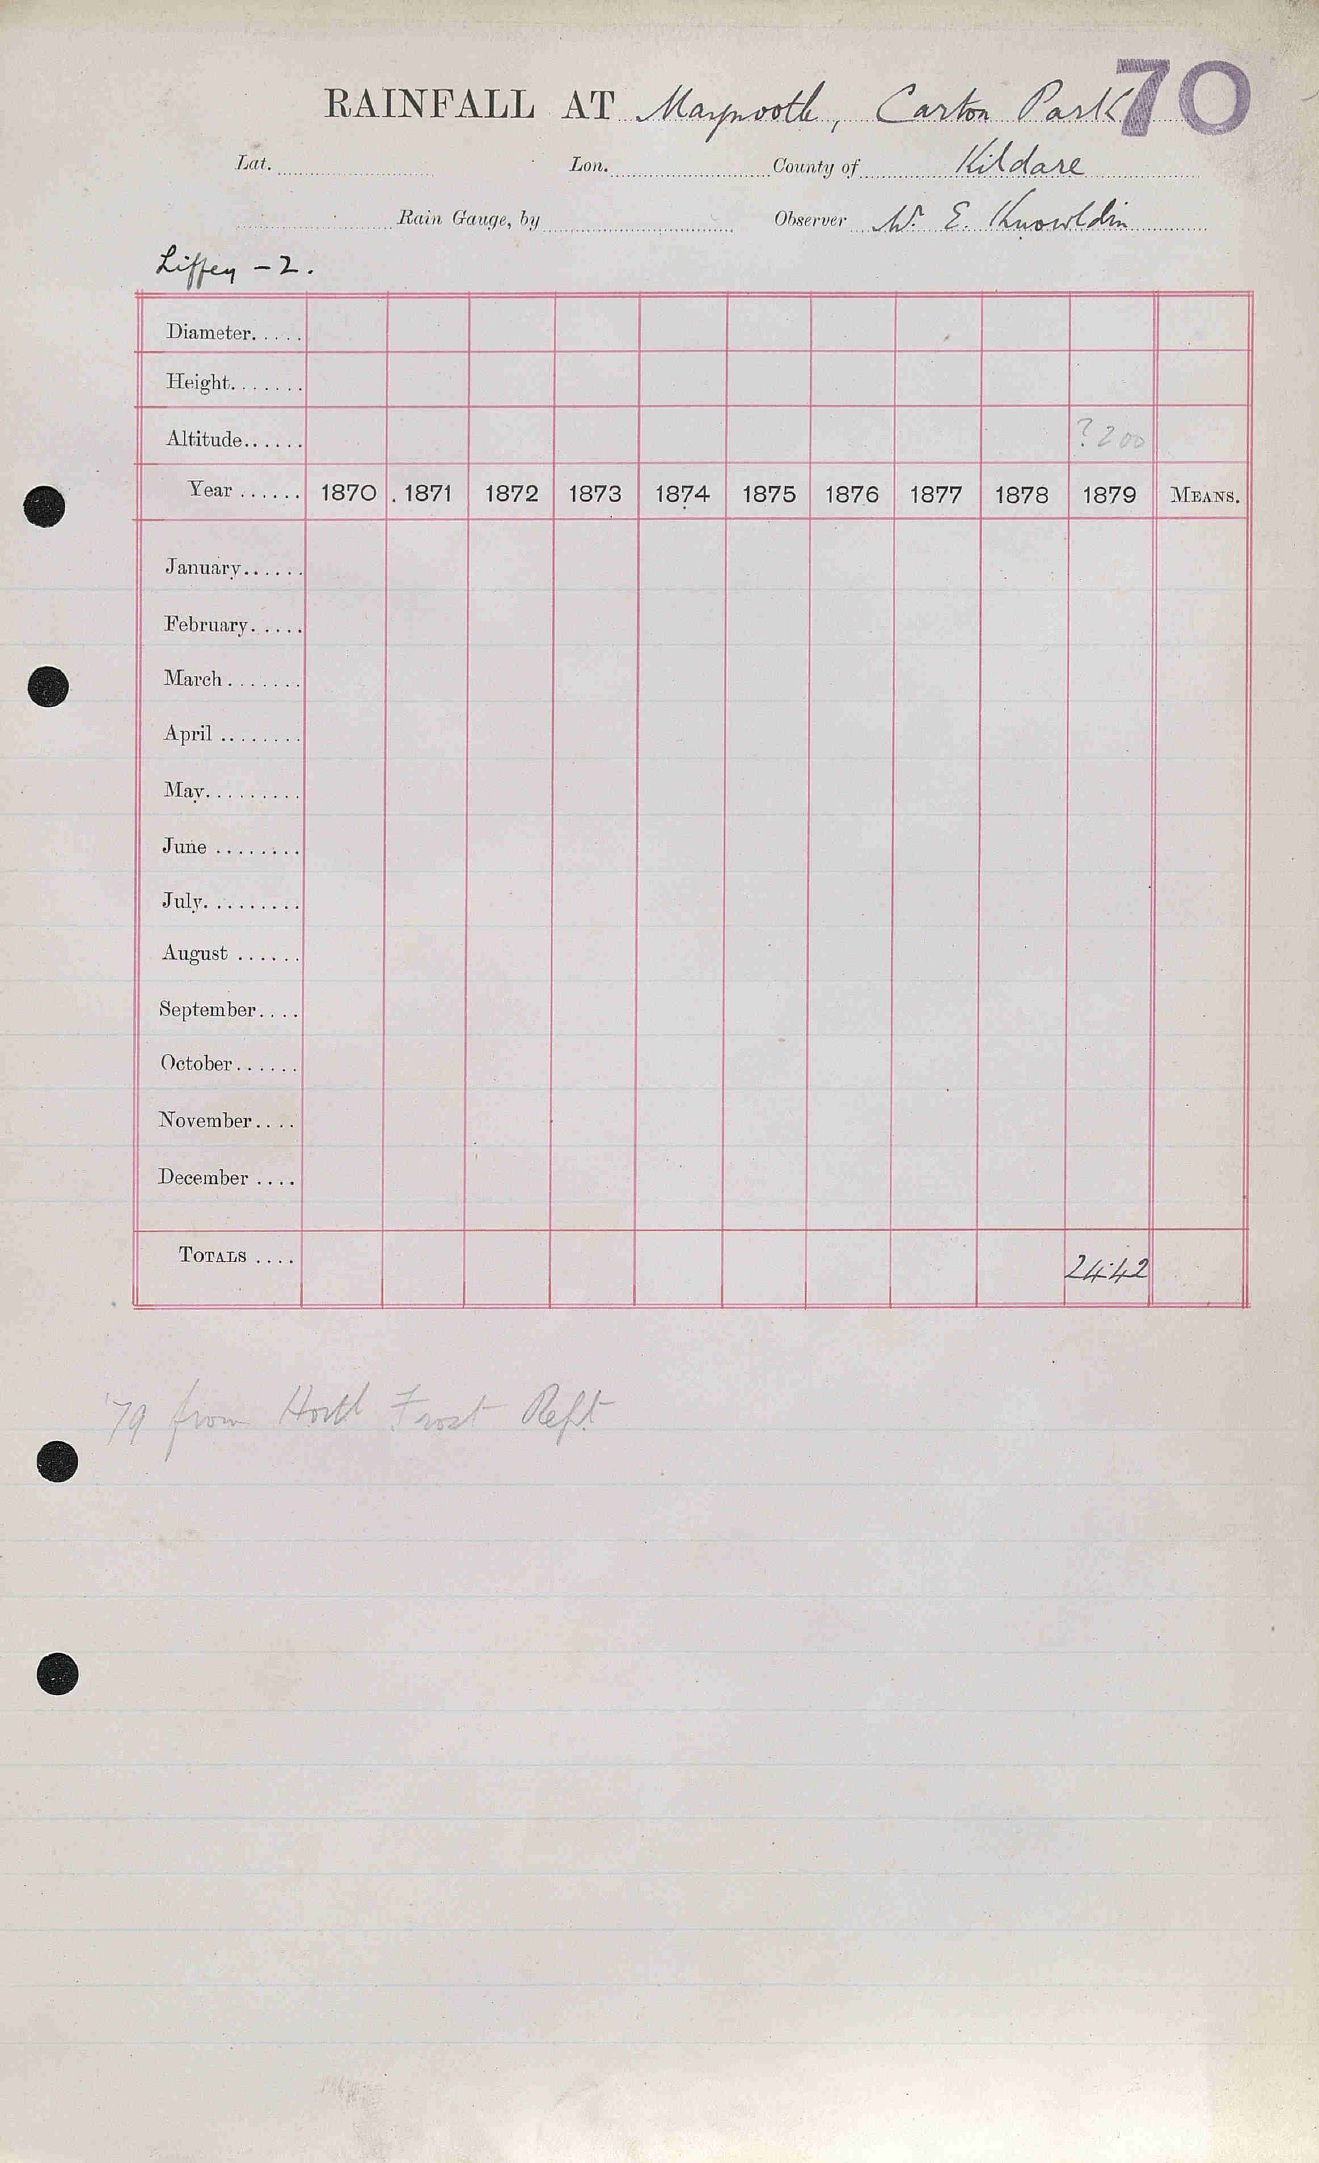 70
RAINFALL AT Maynooth, Carton Park
Lat. Lon. County of Kildare
Rain Gauge, by Observer W. E. Knowldin
Liffey - 2.
Diameter.....
Height.......
Altitude...... ? 200
Year ...... 1870 1871 1872 1873 1874 1875 1876 1877 1878 1879 MEANS.
January......
February.....
March.......
April ........
May.........
June ........
July.........
August ......
September....
October......
November....
December ....
TOTALS .... 24.42
'79 from Hortl Frost Rept